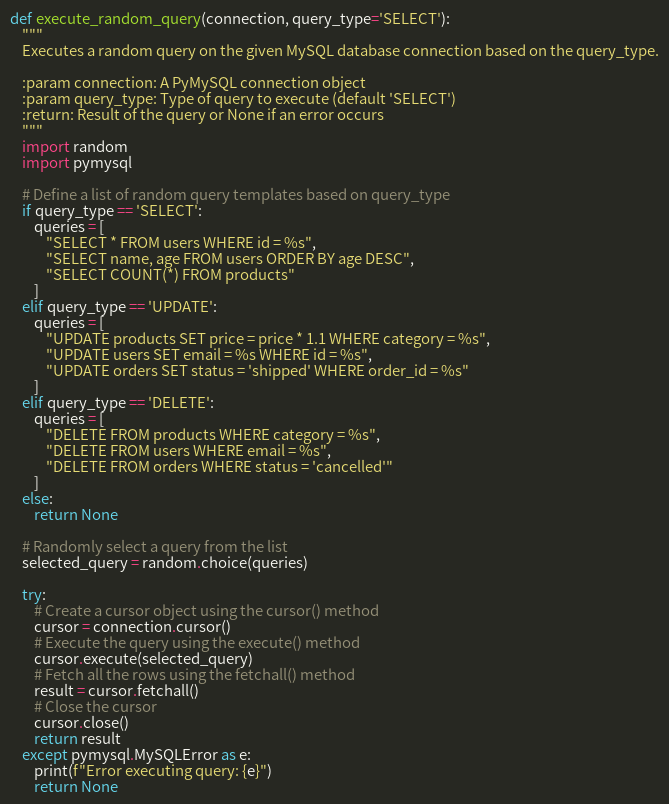 def execute_random_query(connection, query_type='SELECT'):
    """
    Executes a random query on the given MySQL database connection based on the query_type.

    :param connection: A PyMySQL connection object
    :param query_type: Type of query to execute (default 'SELECT')
    :return: Result of the query or None if an error occurs
    """
    import random
    import pymysql

    # Define a list of random query templates based on query_type
    if query_type == 'SELECT':
        queries = [
            "SELECT * FROM users WHERE id = %s",
            "SELECT name, age FROM users ORDER BY age DESC",
            "SELECT COUNT(*) FROM products"
        ]
    elif query_type == 'UPDATE':
        queries = [
            "UPDATE products SET price = price * 1.1 WHERE category = %s",
            "UPDATE users SET email = %s WHERE id = %s",
            "UPDATE orders SET status = 'shipped' WHERE order_id = %s"
        ]
    elif query_type == 'DELETE':
        queries = [
            "DELETE FROM products WHERE category = %s",
            "DELETE FROM users WHERE email = %s",
            "DELETE FROM orders WHERE status = 'cancelled'"
        ]
    else:
        return None

    # Randomly select a query from the list
    selected_query = random.choice(queries)

    try:
        # Create a cursor object using the cursor() method
        cursor = connection.cursor()
        # Execute the query using the execute() method
        cursor.execute(selected_query)
        # Fetch all the rows using the fetchall() method
        result = cursor.fetchall()
        # Close the cursor
        cursor.close()
        return result
    except pymysql.MySQLError as e:
        print(f"Error executing query: {e}")
        return None